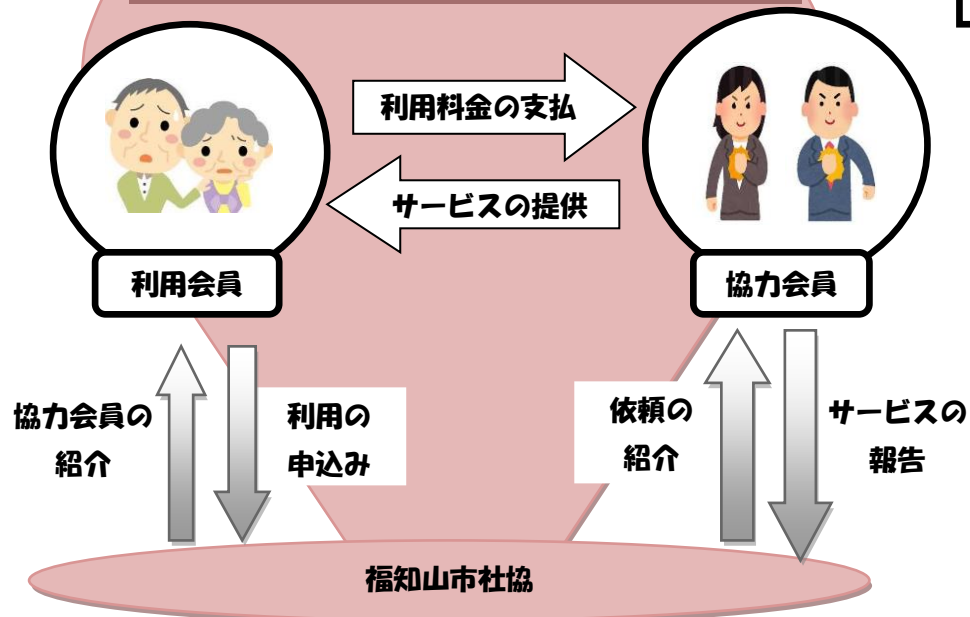 利用料金の支払
サービスの提供
利用会員
協力会員
協力会員の
紹介
利用の
申込み
依頼の
紹介
サービスの
報告
福知山市社協